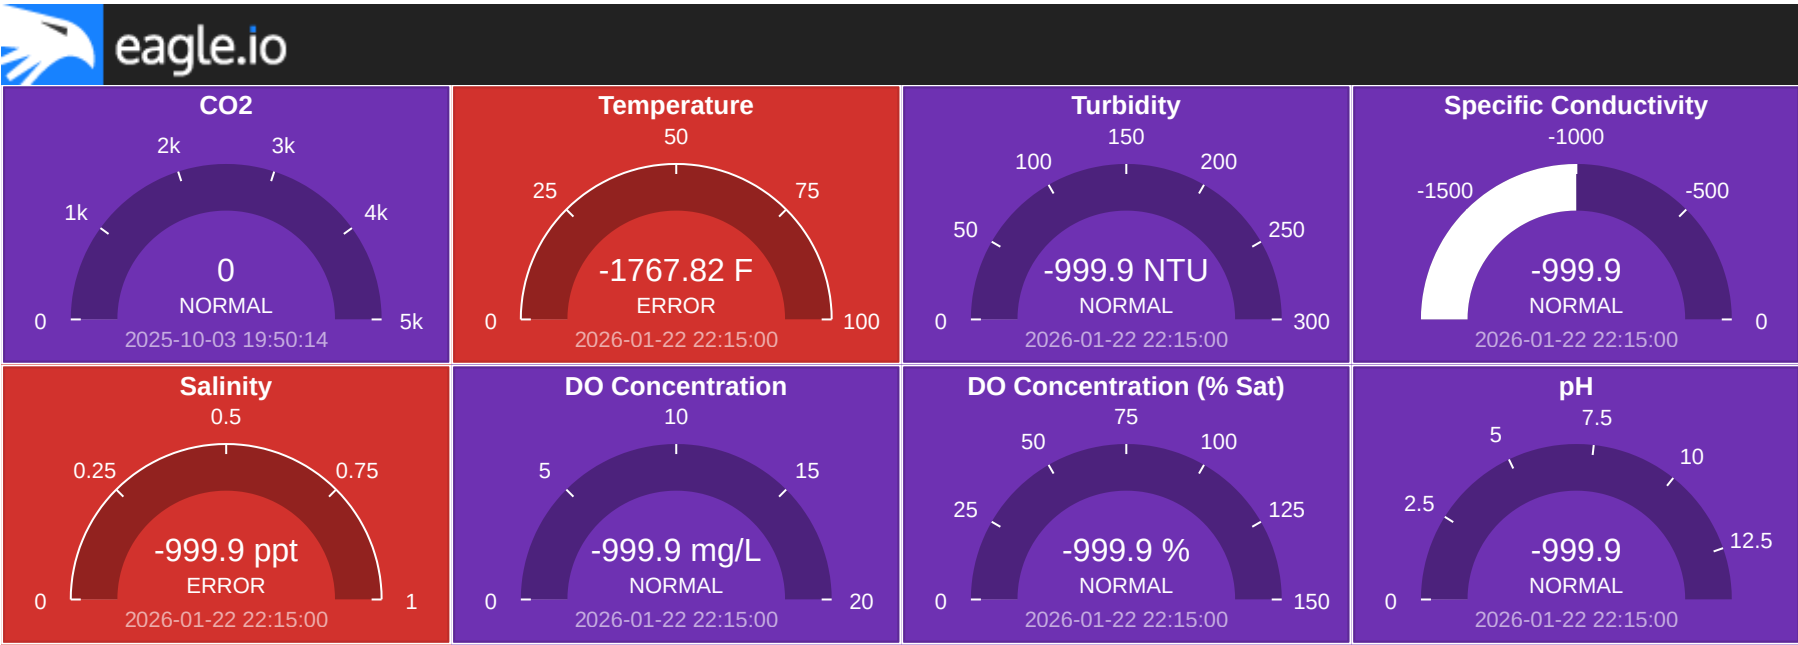 eagle.io
CO2
2k 3k
1k 4k
0
NORMAL
0 5k
2025-10-03 19:50:14
Temperature
50
25 75
-1767.82 F
ERROR
0 100
2026-01-22 22:15:00
Turbidity
150
100 200
50 250
-999.9 NTU
NORMAL
0 300
2026-01-22 22:15:00
Specific Conductivity
-1000
-1500 -500
-999.9
NORMAL
0
2026-01-22 22:15:00
Salinity
0.5
0.25 0.75
-999.9 ppt
ERROR
0 1
2026-01-22 22:15:00
DO Concentration
10
5 15
-999.9 mg/L
NORMAL
0 20
2026-01-22 22:15:00
DO Concentration (% Sat)
75
50 100
25 125
-999.9 %
NORMAL
0 150
2026-01-22 22:15:00
pH
7.5
5 10
2.5 12.5
-999.9
NORMAL
0
2026-01-22 22:15:00